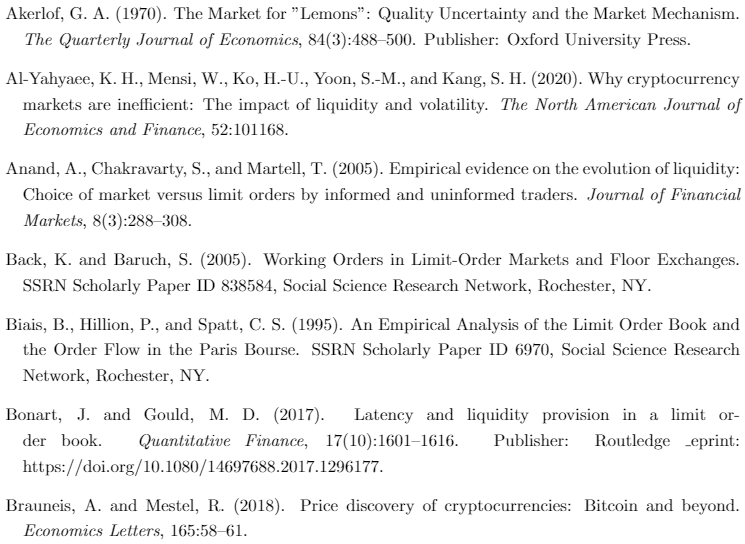 Akerlof, G. A. (1970). The Market for ”Lemons”: Quality Uncertainty and the Market Mechanism.
The Quarterly Journal of Economics, 84(3):488–500. Publisher: Oxford University Press.
Al-Yahyaee, K. H., Mensi, W., Ko, H.-U., Yoon, S.-M., and Kang, S. H. (2020). Why cryptocurrency
markets are inefficient: The impact of liquidity and volatility. The North American Journal of
Economics and Finance, 52:101168.
Anand, A., Chakravarty, S., and Martell, T. (2005). Empirical evidence on the evolution of liquidity:
Choice of market versus limit orders by informed and uninformed traders. Journal of Financial
Markets, 8(3):288–308.
Back, K. and Baruch, S. (2005). Working Orders in Limit-Order Markets and Floor Exchanges.
SSRN Scholarly Paper ID 838584, Social Science Research Network, Rochester, NY.
Biais, B., Hillion, P., and Spatt, C. S. (1995). An Empirical Analysis of the Limit Order Book and
the Order Flow in the Paris Bourse. SSRN Scholarly Paper ID 6970, Social Science Research
Network, Rochester, NY.
Bonart, J. and Gould, M. D. (2017). Latency and liquidity provision in a limit or-
der book. Quantitative Finance, 17(10):1601–1616. Publisher: Routledge _eprint:
https://doi.org/10.1080/14697688.2017.1296177.
Brauneis, A. and Mestel, R. (2018). Price discovery of cryptocurrencies: Bitcoin and beyond.
Economics Letters, 165:58–61.